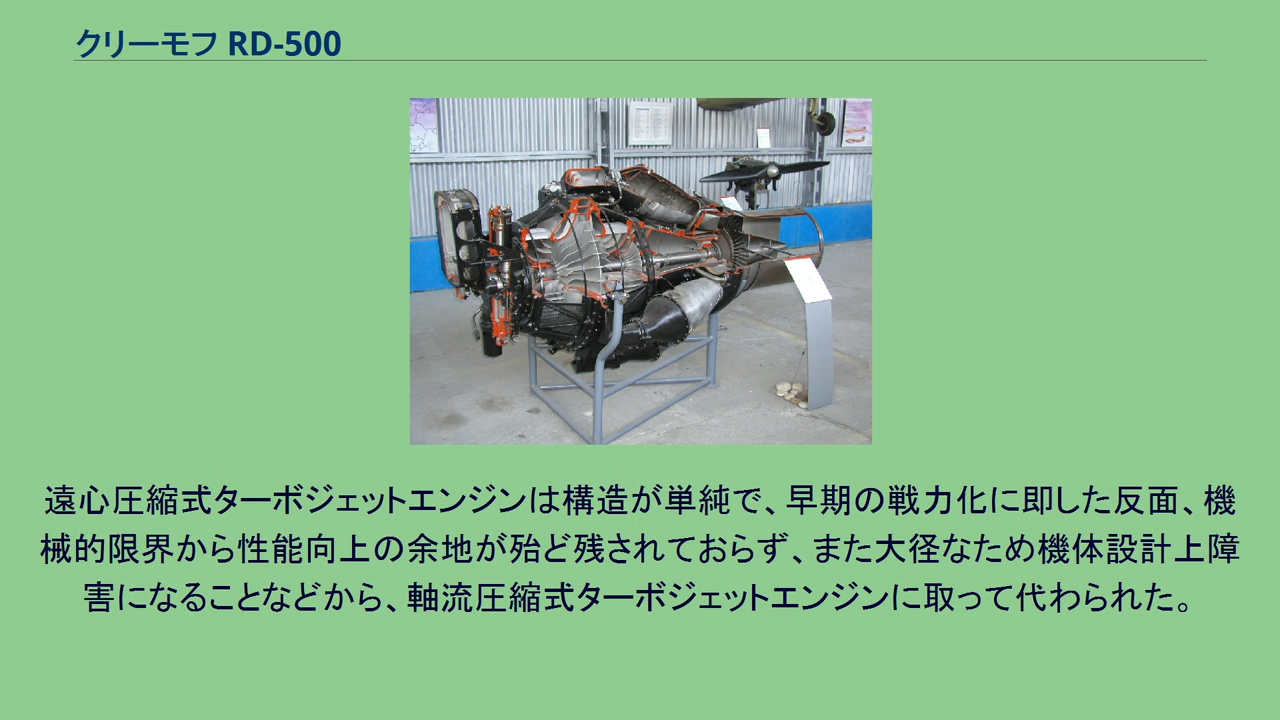 クリーモフ RD-500
遠心圧縮式ターボジェットエンジンは構造が単純で、早期の戦力化に即した反面、機
械的限界から性能向上の余地が殆ど残されておらず、また大径なため機体設計上障
害になることなどから、軸流圧縮式ターボジェットエンジンに取って代わられた。